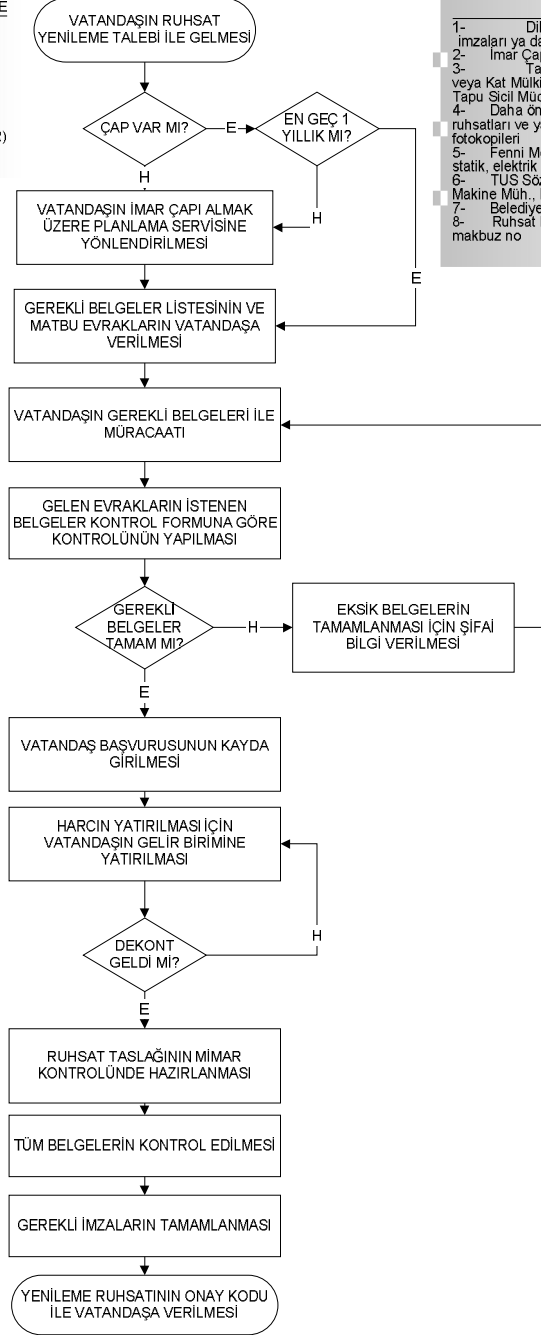 E
VATANDAŞIN RUHSAT
YENİLEME TALEBİ İLE GELMESİ
ÇAP VAR MI?
E
EN GEÇ 1
YILLIK MI?
H
H
VATANDAŞIN İMAR ÇAPI ALMAK
ÜZERE PLANLAMA SERVİSİNE
YÖNLENDİRİLMESİ
E
GEREKLİ BELGELER LİSTESİNİN VE
MATBU EVRAKLARIN VATANDAŞA
VERİLMESİ
VATANDAŞIN GEREKLİ BELGELERİ İLE
MÜRACAATI
GELEN EVRAKLARIN İSTENEN
BELGELER KONTROL FORMUNA GÖRE
KONTROLÜNÜN YAPILMASI
GEREKLİ
BELGELER
TAMAM MI?
H
EKSİK BELGELERİN
TAMAMLANMASI İÇİN ŞİFAİ
BİLGİ VERİLMESİ
E
VATANDAŞ BAŞVURUSUNUN KAYDA
GİRİLMESİ
HARCIN YATIRILMASI İÇİN
VATANDAŞIN GELİR BİRİMİNE
YATIRILMASI
H
DEKONT
GELDİ Mİ?
E
RUHSAT TASLAĞININ MİMAR
KONTROLÜNDE HAZIRLANMASI
TÜM BELGELERİN KONTROL EDİLMESİ
GEREKLİ İMZALARIN TAMAMLANMASI
YENİLEME RUHSATININ ONAY KODU
İLE VATANDAŞA VERİLMESİ
1- Dil
imzaları ya da
2- İmar Çap
3- Ta
veya Kat Mülki
Tapu Sicil Müd
4- Daha ön
ruhsatları ve y
fotokopileri
5- Fenni M
statik, elektrik
6- TUS Söz
Makine Müh.,
7- Belediye
8- Ruhsat
makbuz no